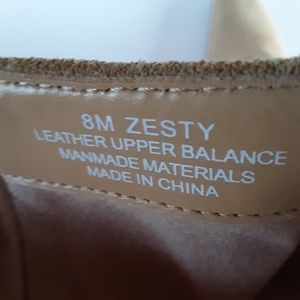 8M ZESTY
LEATHER UPPER BALANCE
MANMADE MATERIALS
MADE IN CHINA